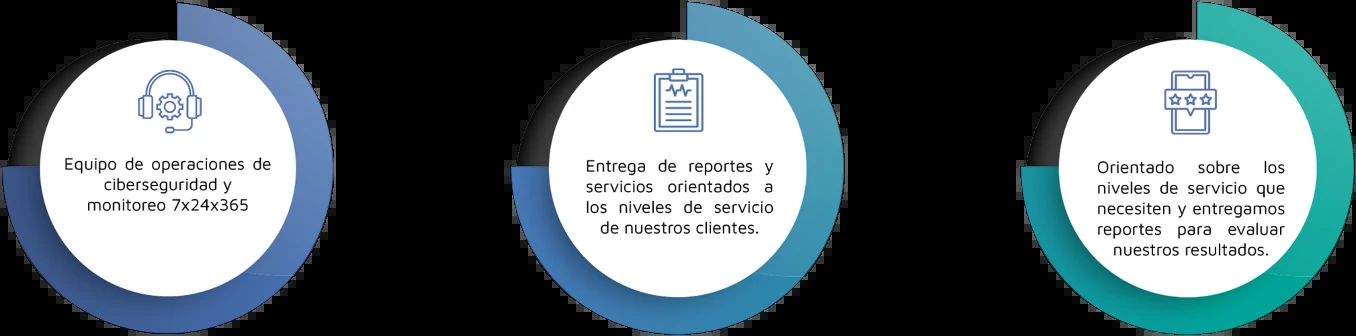 Equipo de operaciones de
ciberseguridad y
monitoreo 7x24x365
Entrega de reportes y
servicios orientados a
los niveles de servicio
de nuestros clientes.
Orientado sobre los
niveles de servicio que
necesiten y entregamos
reportes para evaluar
nuestros resultados.